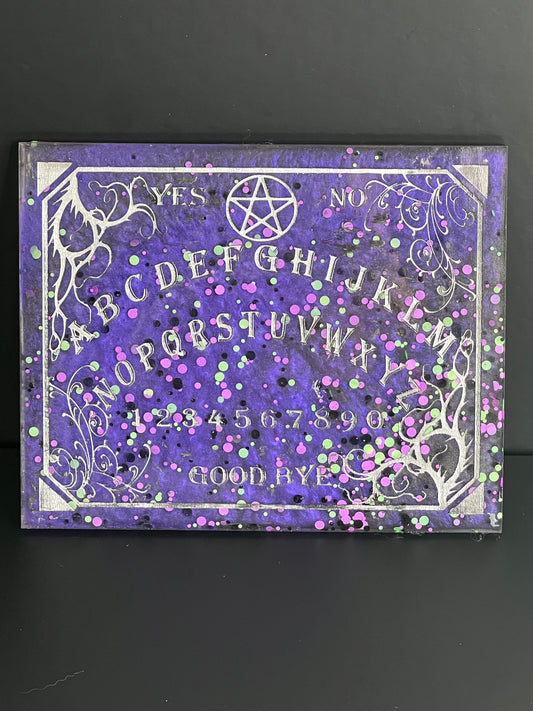 YES NO
ABCDEFGHIJKLM
NOPQRSTUVWXYZ
1234567890
GOOD BYE